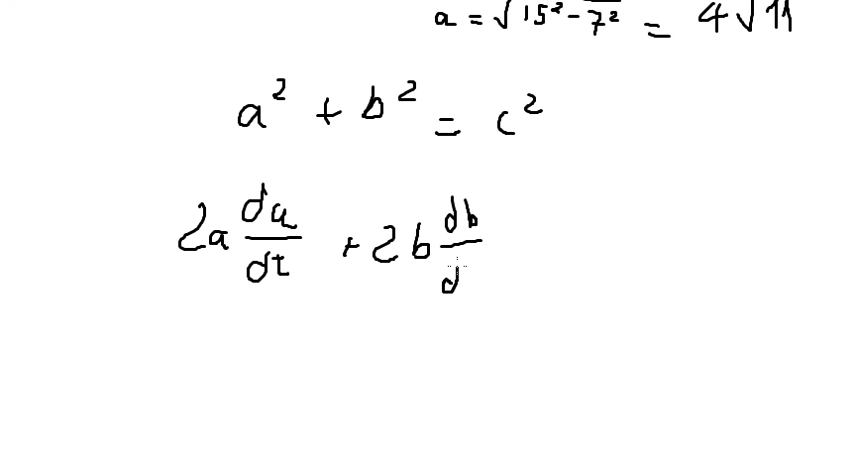 a = √15² - 7² = 4√11
a² + b² = c²
2a da/dt + 2b db/d